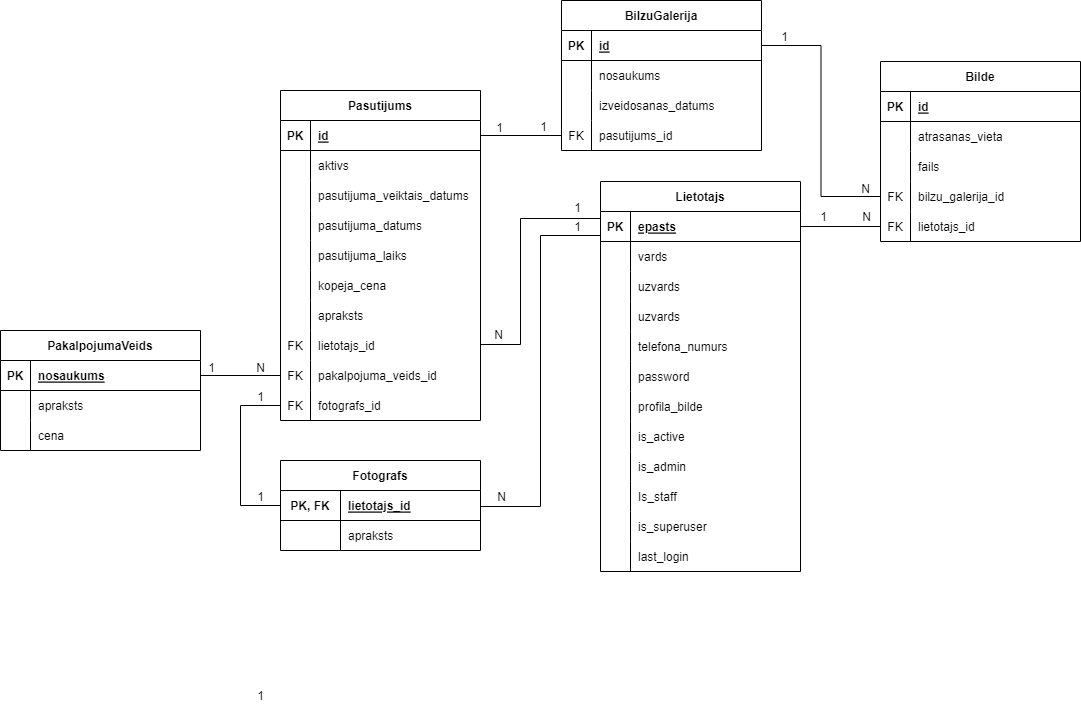 BilzuGalerija
PK id
nosaukums
izveidosanas_datums
FK pasutijums_id
1
Bilde
PK id
atrasanas_vieta
fails
FK bilzu_galerija_id
FK lietotajs_id
N
1 N
Pasutijums
PK id
aktivs
pasutijuma_veiktais_datums
pasutijuma_datums
pasutijuma_laiks
kopeja_cena
apraksts
FK lietotajs_id
FK pakalpojuma_veids_id
FK fotografs_id
1 1
1
1
N
Lietotajs
PK epasts
vards
uzvards
uzvards
telefona_numurs
password
profila_bilde
is_active
is_admin
Is_staff
is_superuser
last_login
PakalpojumaVeids
PK nosaukums
apraksts
cena
1 N
1
1
Fotografs
PK, FK lietotajs_id
apraksts
N
1